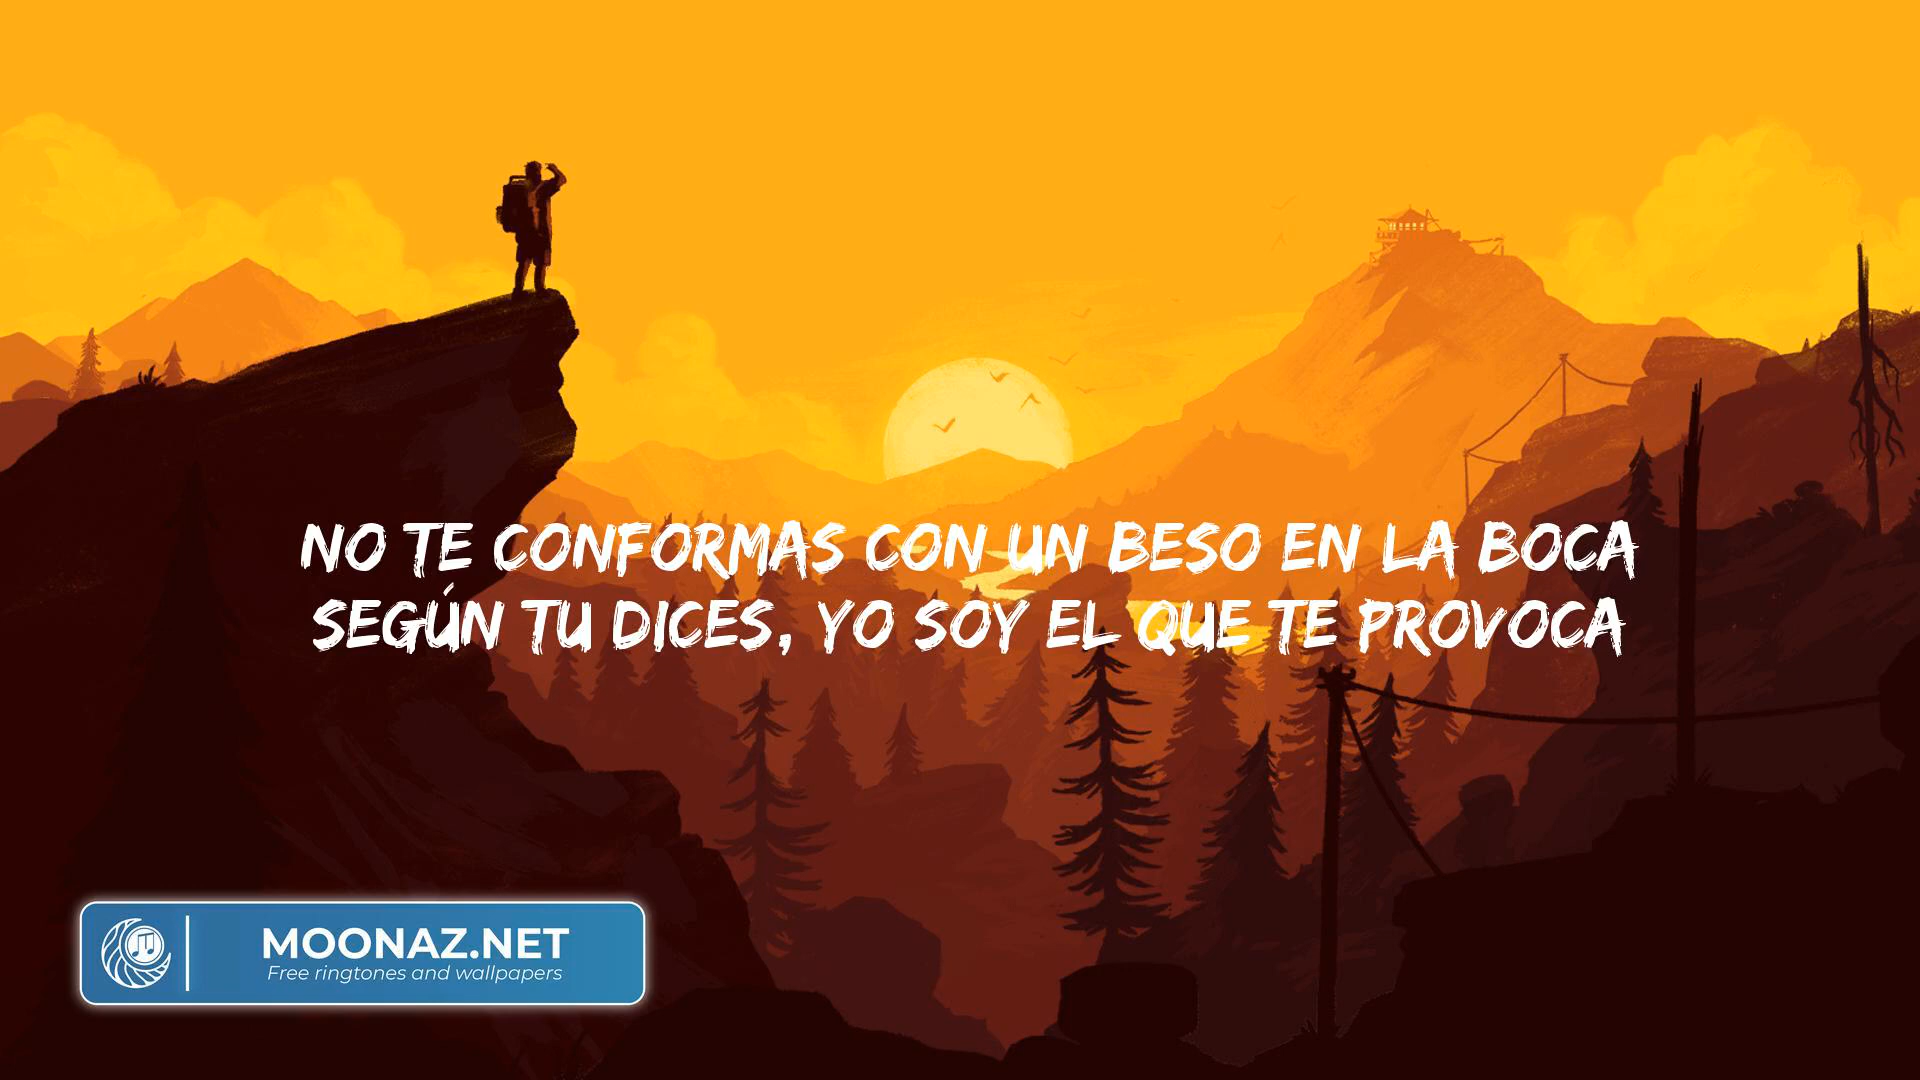 NO TE CONFORMAS CON UN BESO EN LA BOCA
SEGÚN TU DICES, YO SOY EL QUE TE PROVOCA
MOONAZ.NET
Free ringtones and wallpapers